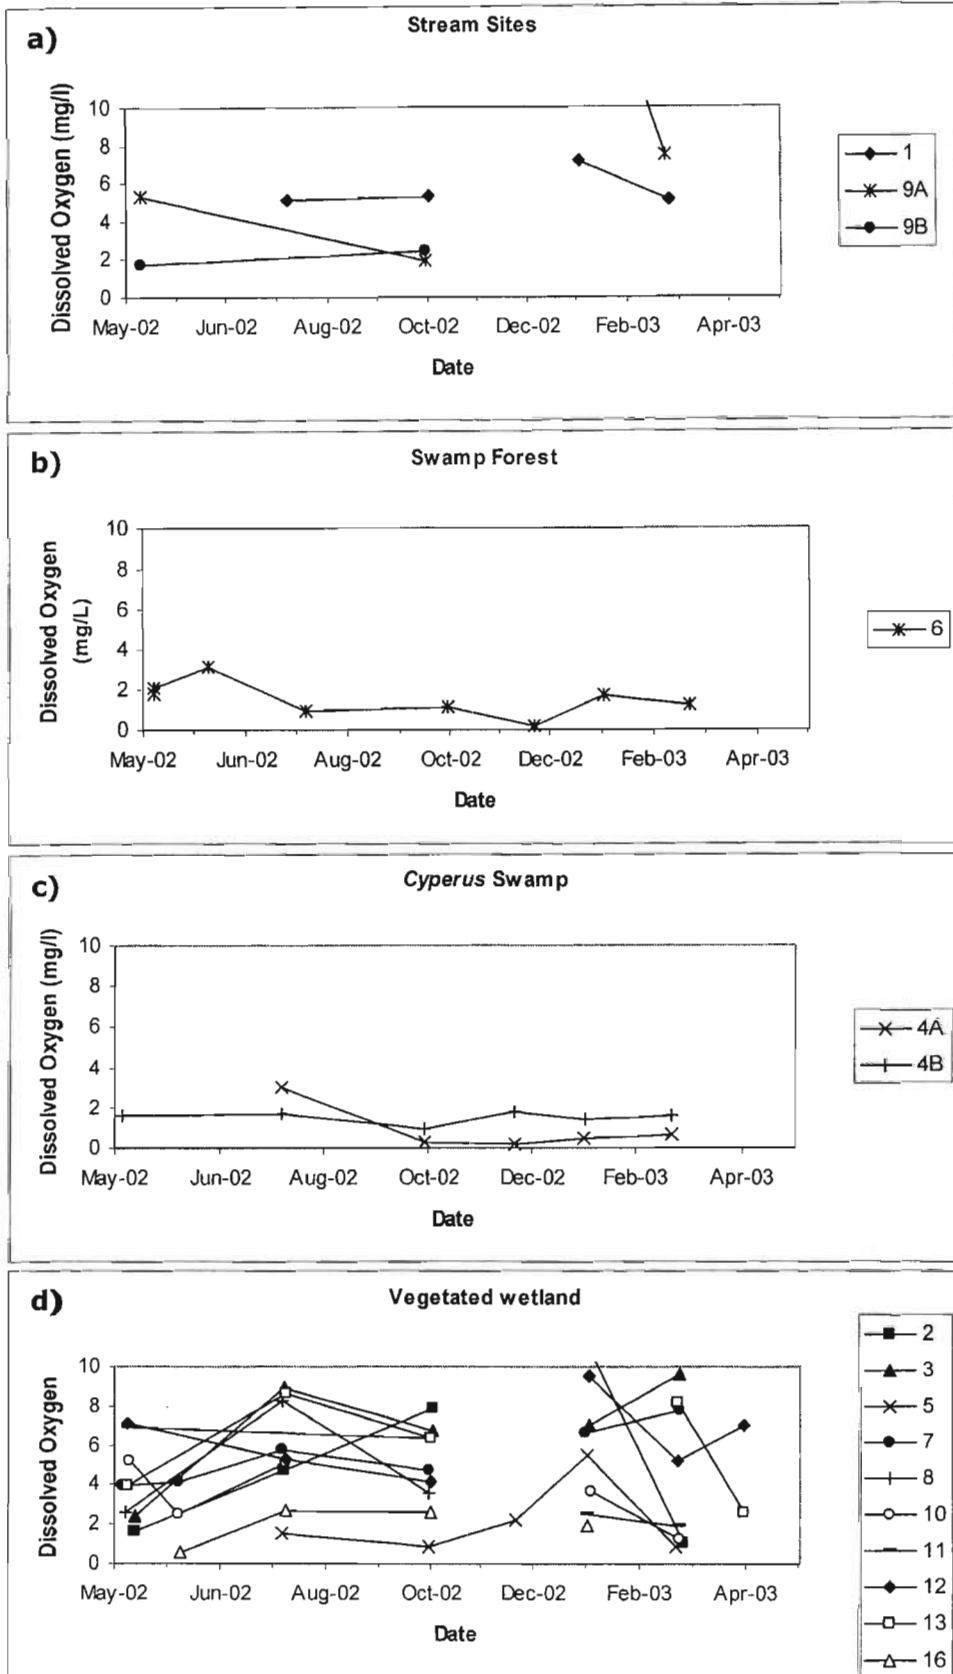 a)
Stream Sites
Dissolved Oxygen (mg/l)
10
8
6
4
2
0
May-02 Jun-02 Aug-02 Oct-02 Dec-02 Feb-03 Apr-03
Date
1
9A
9B
b)
Swamp Forest
Dissolved Oxygen
(mg/L)
10
8
6
4
2
0
May-02 Jun-02 Aug-02 Oct-02 Dec-02 Feb-03 Apr-03
Date
6
c)
Cyperus Swamp
Dissolved Oxygen (mg/l)
10
8
6
4
2
0
May-02 Jun-02 Aug-02 Oct-02 Dec-02 Feb-03 Apr-03
Date
4A
4B
d)
Vegetated wetland
Dissolved Oxygen
10
8
6
4
2
0
May-02 Jun-02 Aug-02 Oct-02 Dec-02 Feb-03 Apr-03
Date
2
3
5
7
8
10
11
12
13
16